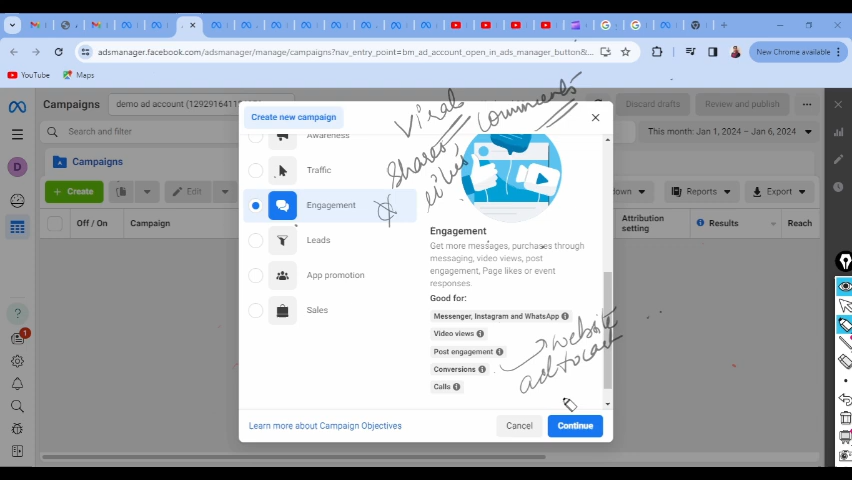 New Chrome available
adsmanager.facebook.com/adsmanager/manage/campaigns?nav_entry_point=bm_ad_account_open_in_ads_manager_button&...
YouTube
Maps
Campaigns
demo ad account (1292916411
Discard drafts
Review and publish
Search and filter
This month: Jan 1, 2024 – Jan 6, 2024
D
Campaigns
+ Create
Edit
down
Reports
Export
Off / On
Campaign
Attribution setting
Results
Reach
1
Create new campaign
Awareness
Traffic
Engagement
Leads
App promotion
Sales
Viral
shares
comments
likes
Engagement
Get more messages, purchases through
messaging, video views, post
engagement, Page likes or event
responses.
Good for:
Messenger, Instagram and WhatsApp
Video views
Post engagement
Conversions
Calls
website
ad to cart
Learn more about Campaign Objectives
Cancel
Continue